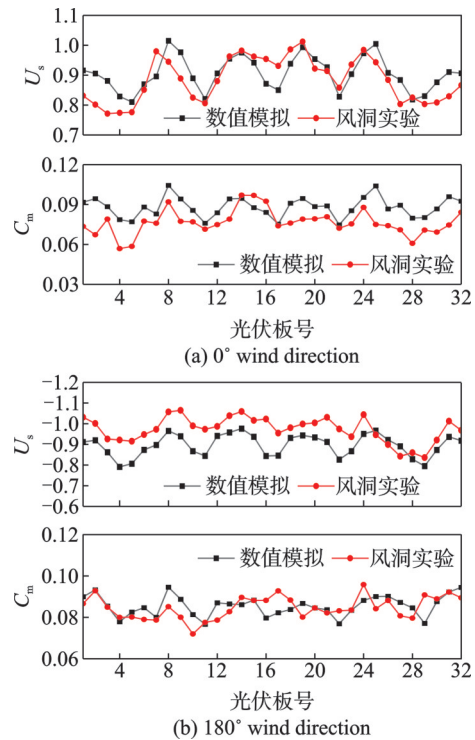 1.1
1.0
0.9
0.8
0.7
U_s
数值模拟 风洞实验
0.12
0.09
0.06
0.03
C_m
数值模拟 风洞实验
4 8 12 16 20 24 28 32
光伏板号
(a) 0° wind direction
-1.2
-1.1
-1.0
-0.9
-0.8
-0.7
-0.6
U_s
数值模拟 风洞实验
0.12
0.10
0.08
0.06
C_m
数值模拟 风洞实验
4 8 12 16 20 24 28 32
光伏板号
(b) 180° wind direction